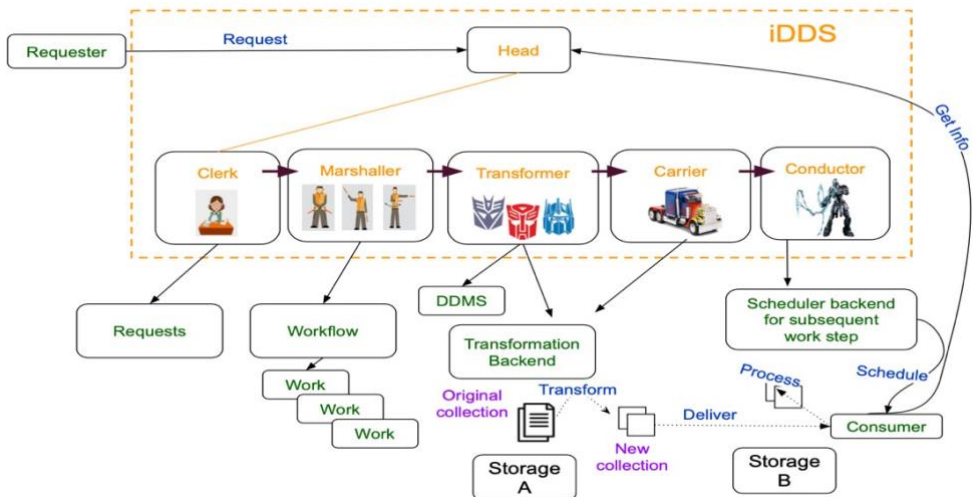 iDDS
Requester
Request
Head
Get Info
Clerk
Marshaller
Transformer
Carrier
Conductor
Requests
Workflow
Work
Work
Work
DDMS
Transformation
Backend
Scheduler backend
for subsequent
work step
Schedule
Process
Original
collection
Transform
Deliver
Consumer
New
collection
Storage
A
Storage
B